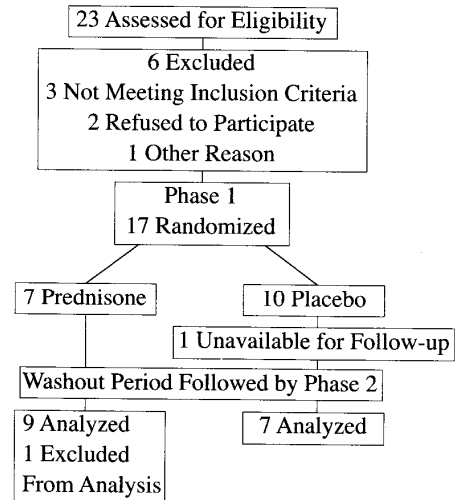 23 Assessed for Eligibility
6 Excluded
3 Not Meeting Inclusion Criteria
2 Refused to Participate
1 Other Reason
Phase 1
17 Randomized
7 Prednisone
10 Placebo
1 Unavailable for Follow-up
Washout Period Followed by Phase 2
9 Analyzed
1 Excluded
From Analysis
7 Analyzed